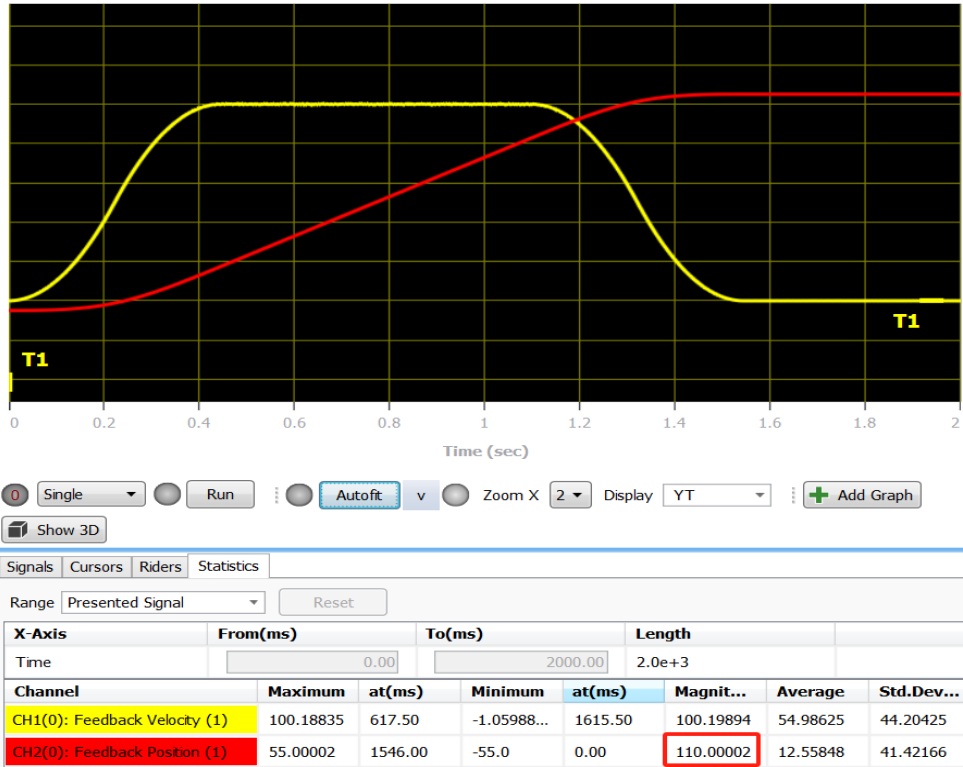 T1
T1
0 0.2 0.4 0.6 0.8 1 1.2 1.4 1.6 1.8 2
Time (sec)
0 Single Run Autofit v Zoom X 2 Display YT Add Graph
Show 3D
Signals Cursors Riders Statistics
Range Presented Signal Reset
X-Axis From(ms) To(ms) Length
Time 0.00 2000.00 2.0e+3
Channel Maximum at(ms) Minimum at(ms) Magnit... Average Std.Dev...
CH1(0): Feedback Velocity (1) 100.18835 617.50 -1.05988... 1615.50 100.19894 54.98625 44.20425
CH2(0): Feedback Position (1) 55.00002 1546.00 -55.0 0.00 110.00002 12.55848 41.42166